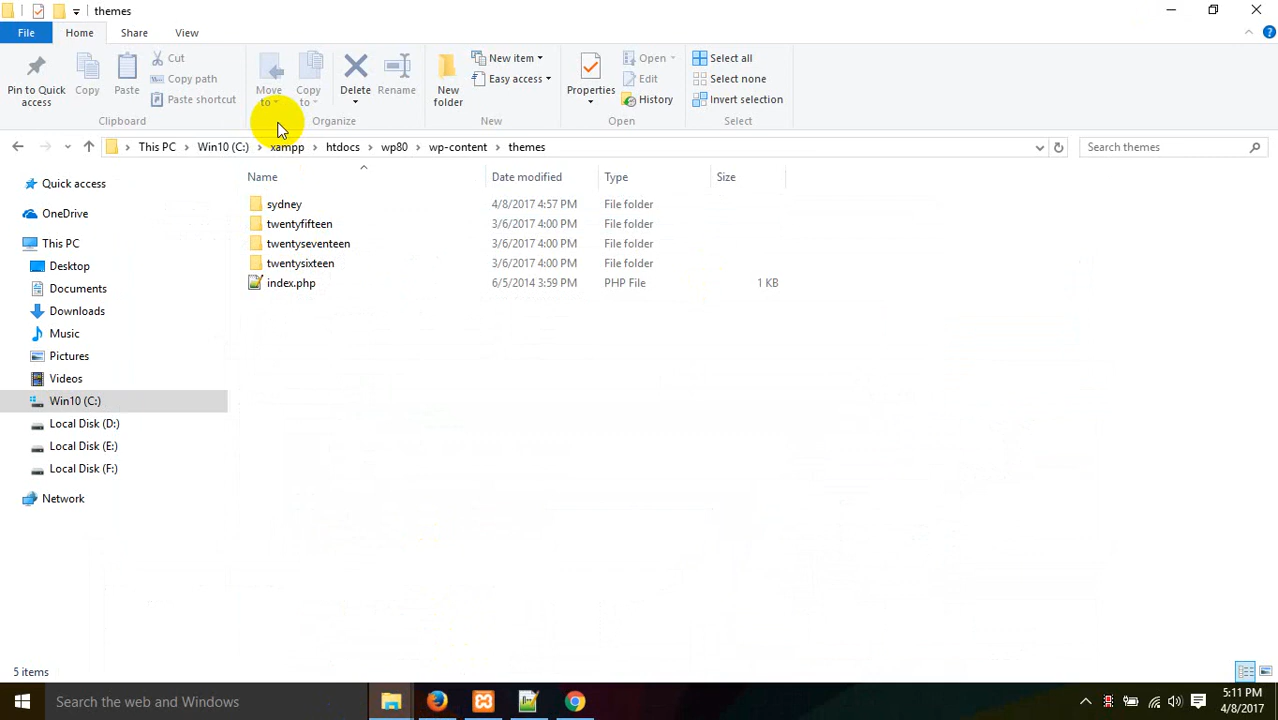 themes
File Home Share View
Pin to Quick access
Copy
Paste
Cut
Copy path
Paste shortcut
Clipboard
Move to
Copy to
Delete
Rename
Organize
New folder
New item
Easy access
New
Properties
Open
Edit
History
Open
Select all
Select none
Invert selection
Select
This PC Win10 (C:) xampp htdocs wp80 wp-content themes
Search themes
Quick access
OneDrive
This PC
Desktop
Documents
Downloads
Music
Pictures
Videos
Win10 (C:)
Local Disk (D:)
Local Disk (E:)
Local Disk (F:)
Network
Name Date modified Type Size
sydney 4/8/2017 4:57 PM File folder
twentyfifteen 3/6/2017 4:00 PM File folder
twentyseventeen 3/6/2017 4:00 PM File folder
twentysixteen 3/6/2017 4:00 PM File folder
index.php 6/5/2014 3:59 PM PHP File 1 KB
5 items
Search the web and Windows
5:11 PM
4/8/2017